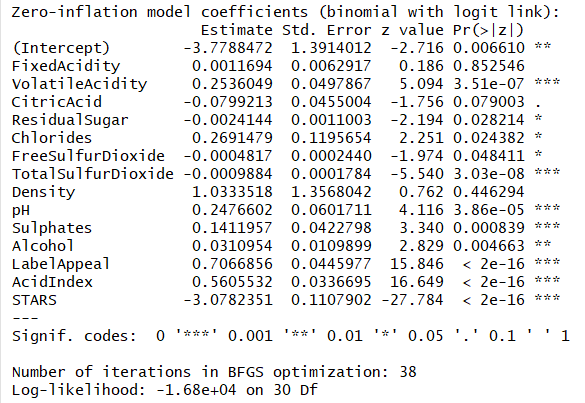 Zero-inflation model coefficients (binomial with logit link):
                     Estimate Std. Error z value Pr(>|z|)
(Intercept)        -3.7788472  1.3914012  -2.716 0.006610 **
FixedAcidity        0.0011694  0.0062917   0.186 0.852546
VolatileAcidity     0.2536049  0.0497867   5.094 3.51e-07 ***
CitricAcid         -0.0799213  0.0455004  -1.756 0.079003 .
ResidualSugar      -0.0024144  0.0011003  -2.194 0.028214 *
Chlorides           0.2691479  0.1195654   2.251 0.024382 *
FreeSulfurDioxide  -0.0004817  0.0002440  -1.974 0.048411 *
TotalSulfurDioxide -0.0009884  0.0001784  -5.540 3.03e-08 ***
Density             1.0333518  1.3568042   0.762 0.446294
pH                  0.2476602  0.0601711   4.116 3.86e-05 ***
Sulphates           0.1411957  0.0422798   3.340 0.000839 ***
Alcohol             0.0310954  0.0109899   2.829 0.004663 **
LabelAppeal         0.7066856  0.0445977  15.846  < 2e-16 ***
AcidIndex           0.5605532  0.0336695  16.649  < 2e-16 ***
STARS              -3.0782351  0.1107902 -27.784  < 2e-16 ***
---
Signif. codes:  0 '***' 0.001 '**' 0.01 '*' 0.05 '.' 0.1 ' ' 1

Number of iterations in BFGS optimization: 38
Log-likelihood: -1.68e+04 on 30 Df